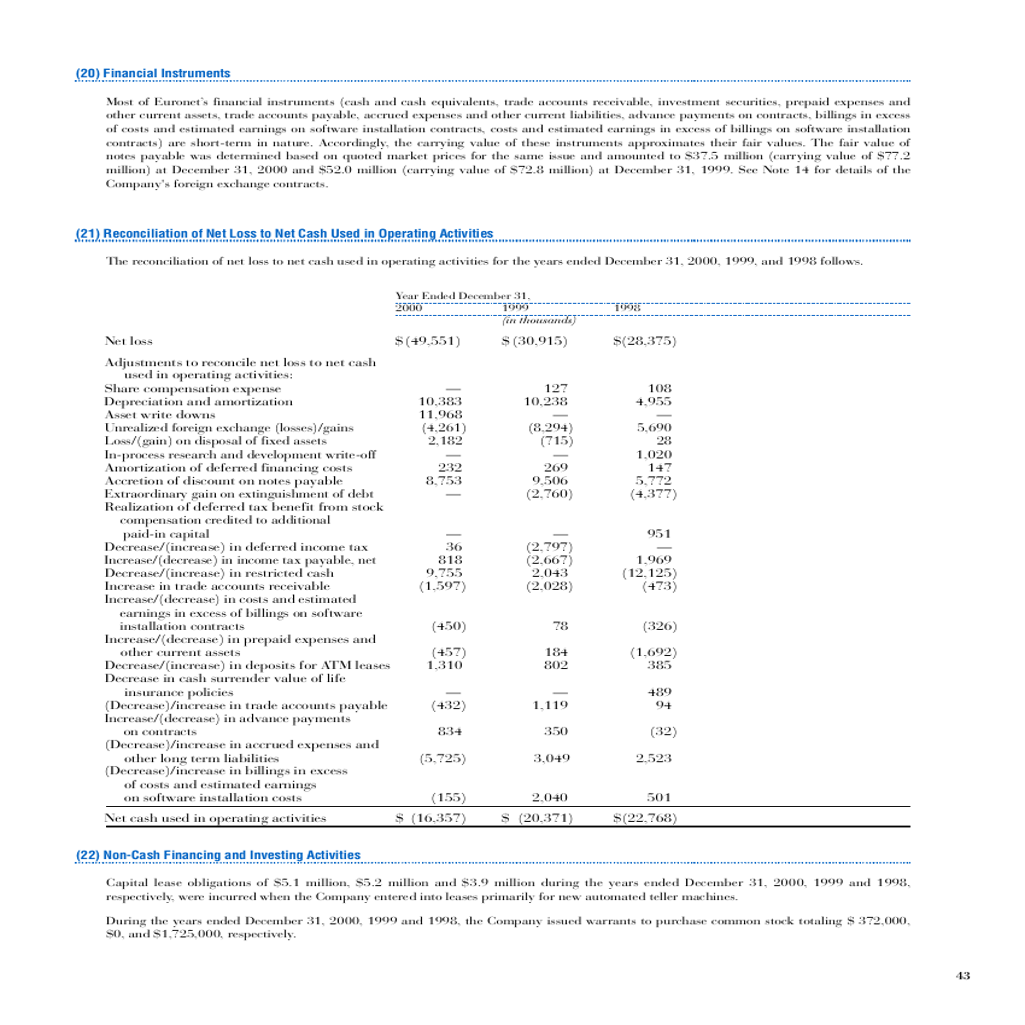 (20) Financial Instruments
Most of Euronet's financial instruments (cash and cash equivalents, trade accounts receivable, investment securities, prepaid expenses and
other current assets, trade accounts payable, accrued expenses and other current liabilities, advance payments on contracts, billings in excess
of costs and estimated earnings on software installation contracts, costs and estimated earnings in excess of billings on software installation
contracts) are short-term in nature. Accordingly, the carrying value of these instruments approximates their fair values. The fair value of
notes payable was determined based on quoted market prices for the same issue and amounted to $37.5 million (carrying value of $77.2
million) at December 31, 2000 and $52.0 million (carrying value of $72.8 million) at December 31, 1999. See Note 14 for details of the
Company's foreign exchange contracts.
(21) Reconciliation of Net Loss to Net Cash Used in Operating Activities
The reconciliation of net loss to net cash used in operating activities for the years ended December 31, 2000, 1999, and 1998 follows.
Year Ended December 31,
2000 1999 1998
(in thousands)
Net loss $ (49,551) $ (30,915) $(28,375)
Adjustments to reconcile net loss to net cash
used in operating activities:
Share compensation expense — 127 108
Depreciation and amortization 10,383 10,238 4,955
Asset write downs 11,968 — —
Unrealized foreign exchange (losses)/gains (4,261) (8,294) 5,690
Loss/(gain) on disposal of fixed assets 2,182 (715) 28
In-process research and development write-off — — 1,020
Amortization of deferred financing costs 232 269 147
Accretion of discount on notes payable 8,753 9,506 5,772
Extraordinary gain on extinguishment of debt — (2,760) (4,377)
Realization of deferred tax benefit from stock
compensation credited to additional
paid-in capital — — 951
Decrease/(increase) in deferred income tax 36 (2,797) —
Increase/(decrease) in income tax payable, net 818 (2,667) 1,969
Decrease/(increase) in restricted cash 9,755 2,043 (12,125)
Increase in trade accounts receivable (1,597) (2,028) (473)
Increase/(decrease) in costs and estimated
earnings in excess of billings on software
installation contracts (450) 78 (326)
Increase/(decrease) in prepaid expenses and
other current assets (457) 184 (1,692)
Decrease/(increase) in deposits for ATM leases 1,310 802 385
Decrease in cash surrender value of life
insurance policies — — 489
(Decrease)/increase in trade accounts payable (432) 1,119 94
Increase/(decrease) in advance payments
on contracts 834 350 (32)
(Decrease)/increase in accrued expenses and
other long term liabilities (5,725) 3,049 2,523
(Decrease)/increase in billings in excess
of costs and estimated earnings
on software installation costs (155) 2,040 501
Net cash used in operating activities $ (16,357) $ (20,371) $(22,768)
(22) Non-Cash Financing and Investing Activities
Capital lease obligations of $5.1 million, $5.2 million and $3.9 million during the years ended December 31, 2000, 1999 and 1998,
respectively, were incurred when the Company entered into leases primarily for new automated teller machines.
During the years ended December 31, 2000, 1999 and 1998, the Company issued warrants to purchase common stock totaling $ 372,000,
$0, and $1,725,000, respectively.
43